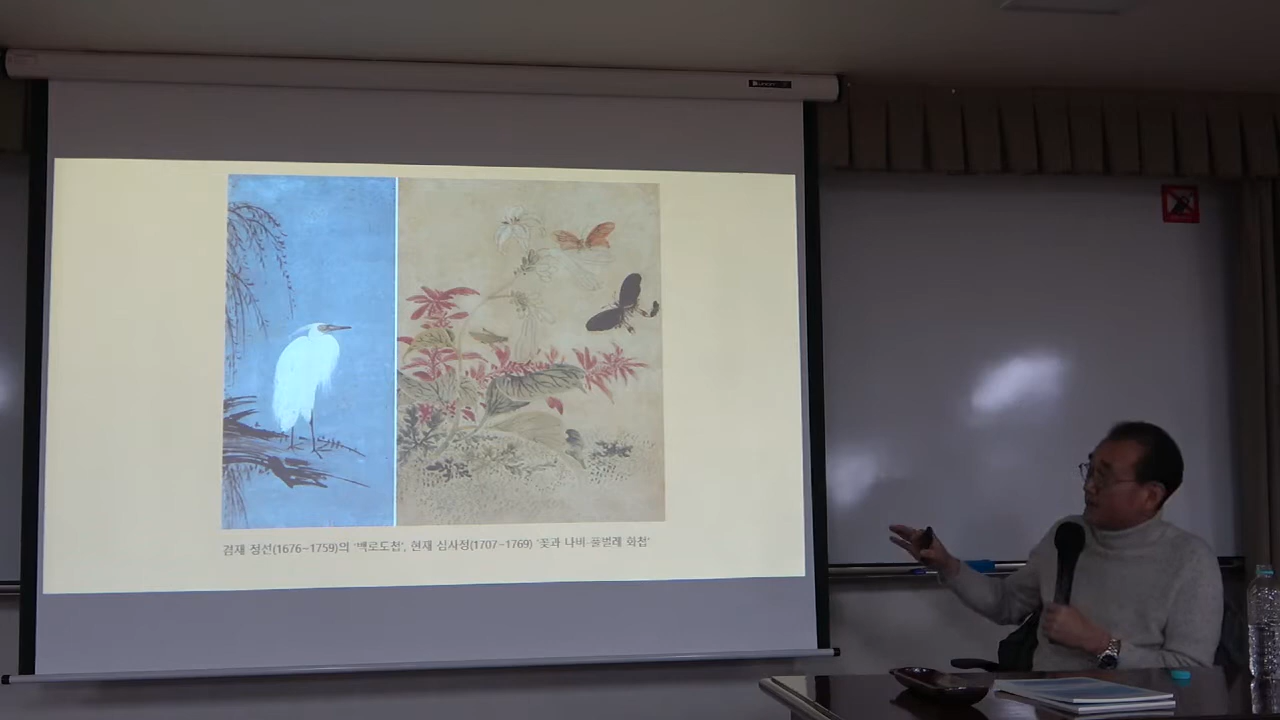 겸재 정선(1676~1759)의 '백로도첩', 현재 심사정(1707~1769) '꽃과 나비·풀벌레 화첩'